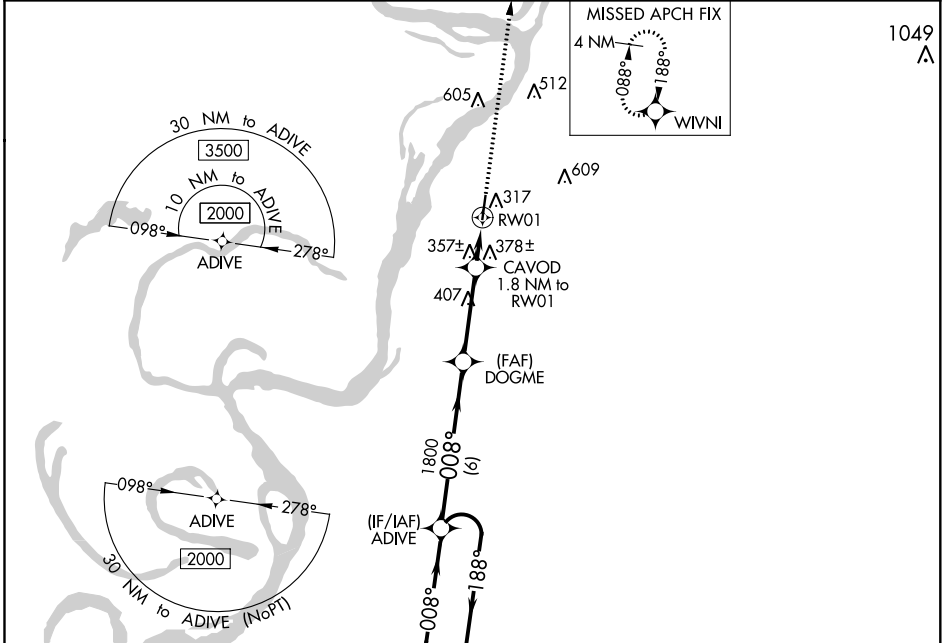 MISSED APCH FIX
4 NM
088°
188°
WIVNI
1049
605
512
609
317
RW01
357±
378±
CAVOD
1.8 NM to
RW01
407
(FAF)
DOGME
1800
008°
(6)
(IF/IAF)
ADIVE
188°
008°
30 NM to ADIVE
3500
10 NM to ADIVE
2000
098°
278°
ADIVE
098°
278°
ADIVE
2000
30 NM to ADIVE (NoPT)